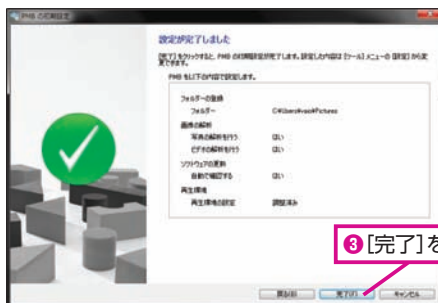 PMB の初期設定
設定が完了しました
[完了] をクリックすると、PMB の初期設定が完了します。設定した内容は [ツール] メニューの [設定] から変
更できます。
PMB を以下の内容で設定します。
フォルダーの登録
フォルダー C:¥Users¥vaio¥Pictures
画像の解析
写真の解析を行う はい
ビデオの解析を行う はい
ソフトウェアの更新
自動で確認する はい
再生環境
再生環境の設定 調整済み
❸[完了]を
戻る(B) 完了(F) キャンセル